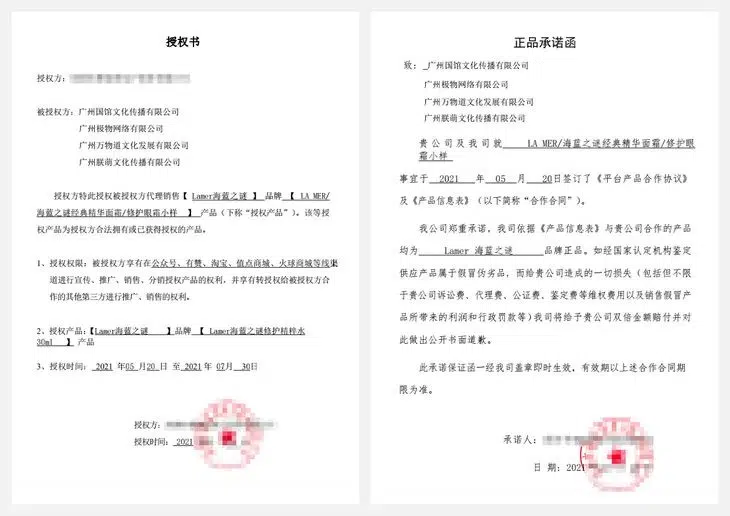 授权书
授权方：
被授权方：广州国馆文化传播有限公司
广州极物网络有限公司
广州万物道文化发展有限公司
广州朕萌文化传播有限公司
授权方特此授权被授权方代理销售【 Lamer海蓝之谜 】品牌【 LA MER/
海蓝之谜经典精华面霜/修护眼霜小样 】产品（下称“授权产品”）。该等授
权产品为授权方合法拥有或已获得授权的产品。
1、授权权限：被授权方享有在公众号、有赞、淘宝、值点商城、火球商城等线渠
道进行宣传、推广、销售、分销授权产品的权利，并享有转授权给被授权方合
作的其他第三方进行推广、销售的权利。
2、授权产品：【Lamer海蓝之谜 】品牌 【 Lamer海蓝之谜修护精粹水
30ml 】 产品
3、授权时间： 2021 年05月20 日 至 2021 年 07月 30日
授权方：
授权时间： 2021
正品承诺函
致： 广州国馆文化传播有限公司
广州极物网络有限公司
广州万物道文化发展有限公司
广州朕萌文化传播有限公司
贵公司及我司就 LA MER/海蓝之谜经典精华面霜/修护眼
霜小样
事宜于 2021 年 05 月 20日签订了《平台产品合作协议》
及《产品信息表》（以下简称“合作合同”）。
我公司郑重承诺，我司依据《产品信息表》与贵公司合作的产品
均为 Lamer 海蓝之谜 品牌正品。如经国家认定机构鉴定
供应产品属于假冒伪劣品，而给贵公司造成的一切损失（包括但不限
于贵公司诉讼费、代理费、公证费、鉴定费等维权费用以及销售假冒产
品所带来的利润和行政罚款等）我司将给予贵公司双倍金额赔付并对
此做出公开书面道歉。
此承诺保证函一经我司盖章即时生效，有效期以上述合作合同期
限为准。
承诺人：
日 期：2021